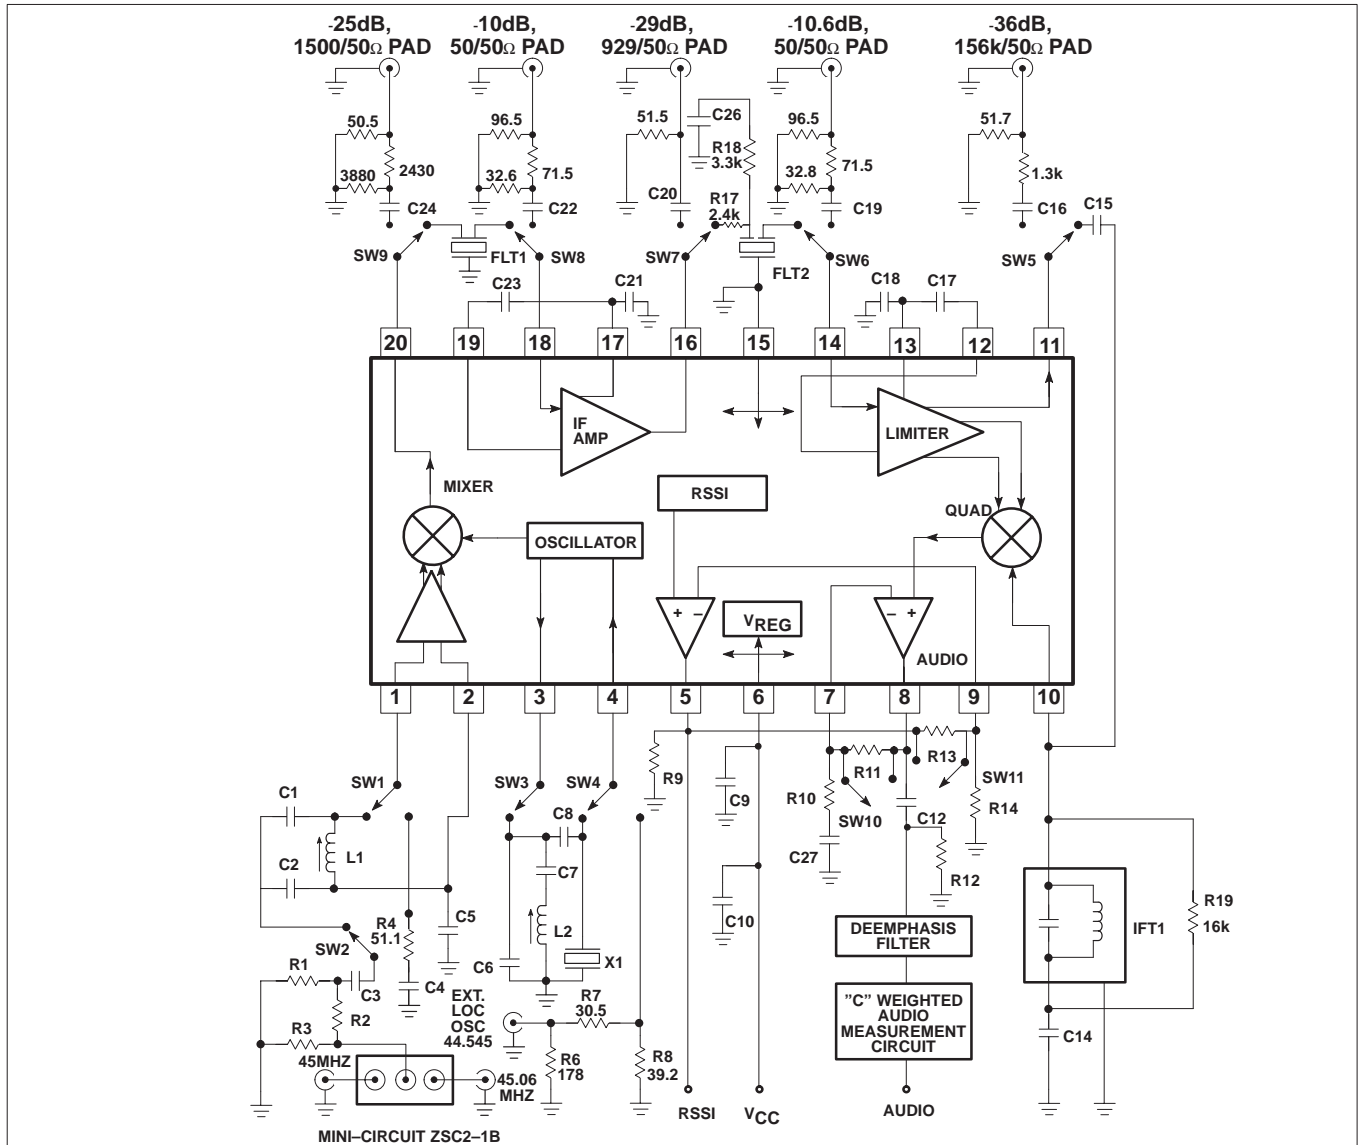 -25dB,
1500/50Ω PAD
-10dB,
50/50Ω PAD
-29dB,
929/50Ω PAD
-10.6dB,
50/50Ω PAD
-36dB,
156k/50Ω PAD
50.5
2430
3880
C24
96.5
71.5
32.6
C22
51.5
C20
C26
R18
3.3k
R17
2.4k
96.5
71.5
32.8
C19
51.7
1.3k
C16
C15
SW9
FLT1
SW8
SW7
FLT2
SW6
SW5
C23
C21
C18
C17
20
19
18
17
16
15
14
13
12
11
IF
AMP
LIMITER
MIXER
RSSI
QUAD
OSCILLATOR
+ –
VREG
– +
AUDIO
1
2
3
4
5
6
7
8
9
10
SW1
SW3
SW4
R9
C9
R10
R11
SW10
R13
SW11
R14
C1
L1
C2
C8
C7
C12
C27
R12
C5
R4
51.1
SW2
L2
C6
X1
C10
DEEMPHASIS
FILTER
IFT1
R19
16k
R1
C3
C4
R2
R3
EXT.
LOC
OSC
44.545
R7
30.5
R6
178
R8
39.2
"C" WEIGHTED
AUDIO
MEASUREMENT
CIRCUIT
C14
45MHZ
45.06
MHZ
RSSI
VCC
AUDIO
MINI–CIRCUIT ZSC2–1B